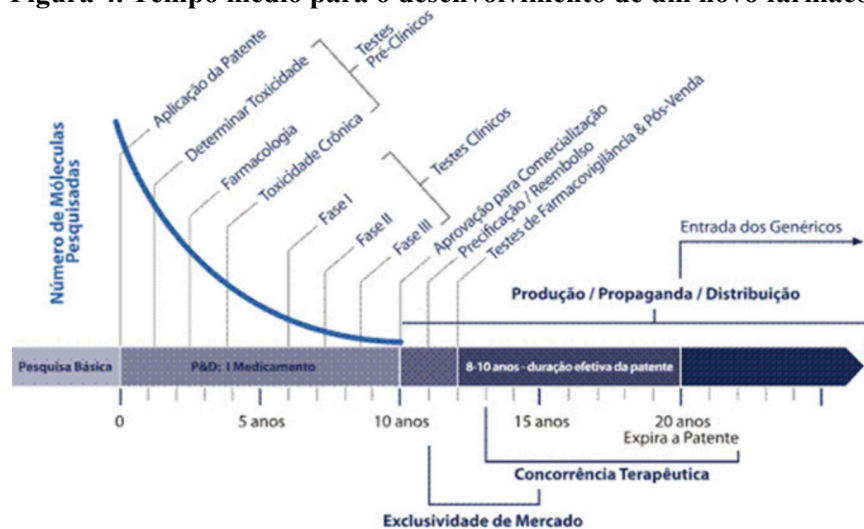 Figura 4: Tempo médio para o desenvolvimento de um novo fármaco
Aplicação da Patente
Determinar Toxicidade
Farmacologia
Toxicidade Crônica
Testes
Pré-Clínicos
Fase I
Fase II
Fase III
Testes Clínicos
Aprovação para Comercialização
Precificação / Reembolso
Testes de Farmacovigilância & Pós-Venda
Número de Móleculas
Pesquisadas
Entrada dos Genéricos
Produção / Propaganda / Distribuição
Pesquisa Básica
P&D: I Medicamento
8-10 anos - duração efetiva da patente
0
5 anos
10 anos
15 anos
20 anos
Expira a Patente
Concorrência Terapêutica
Exclusividade de Mercado